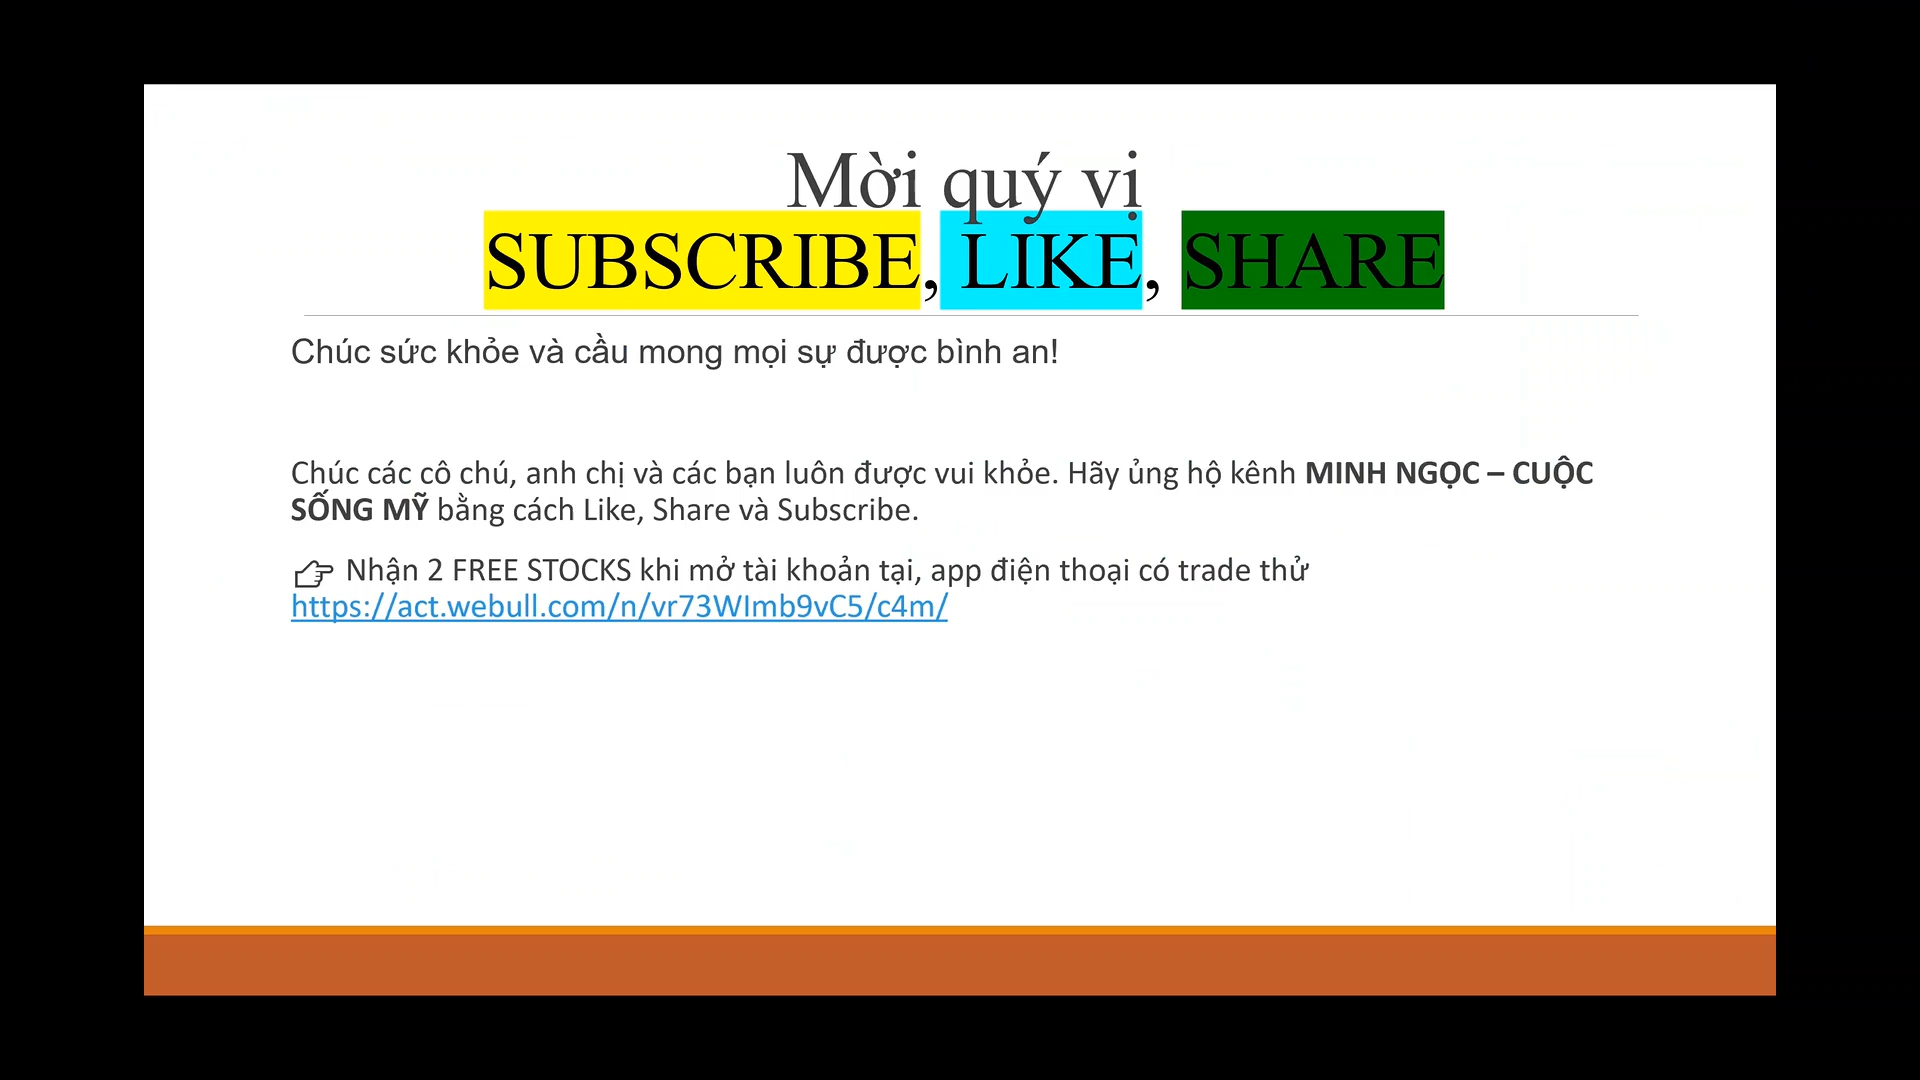 Mời quý vị
SUBSCRIBE, LIKE, SHARE
Chúc sức khỏe và cầu mong mọi sự được bình an!
Chúc các cô chú, anh chị và các bạn luôn được vui khỏe. Hãy ủng hộ kênh MINH NGỌC – CUỘC
SỐNG MỸ bằng cách Like, Share và Subscribe.
👉 Nhận 2 FREE STOCKS khi mở tài khoản tại, app điện thoại có trade thử
https://act.webull.com/n/vr73WImb9vC5/c4m/